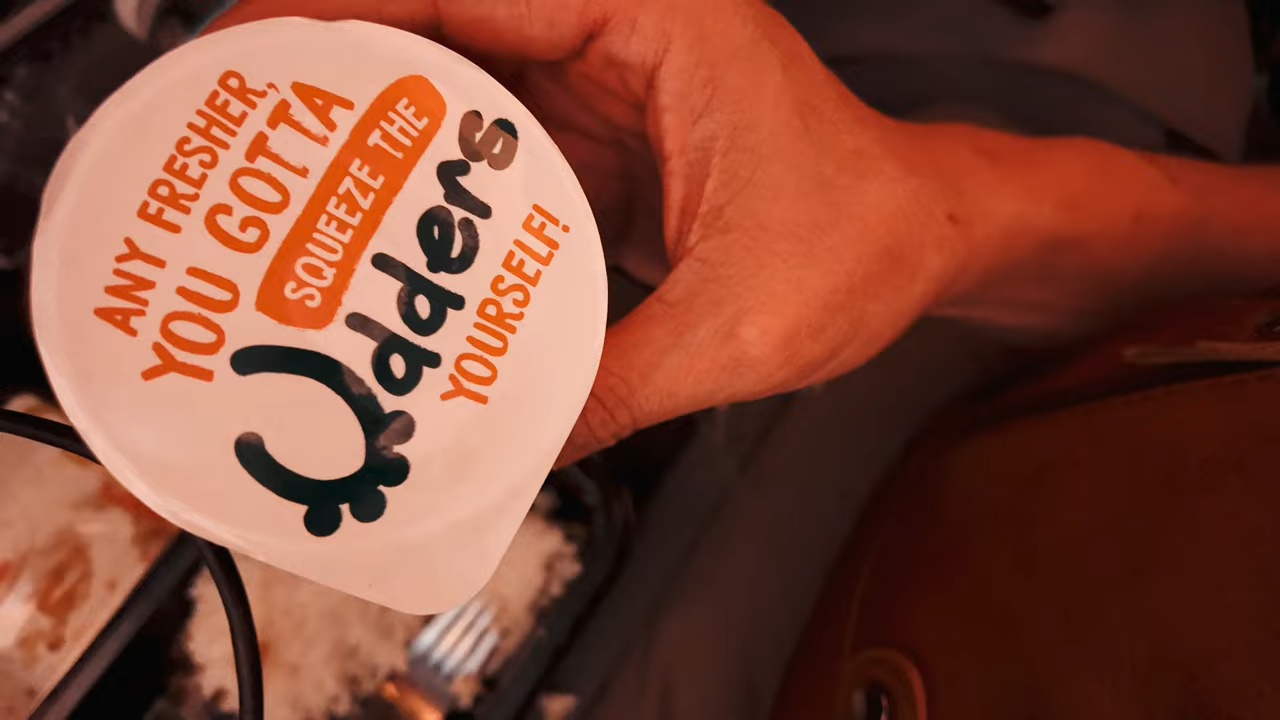 ANY FRESHER,
YOU GOTTA
SQUEEZE THE
Udders
YOURSELF!